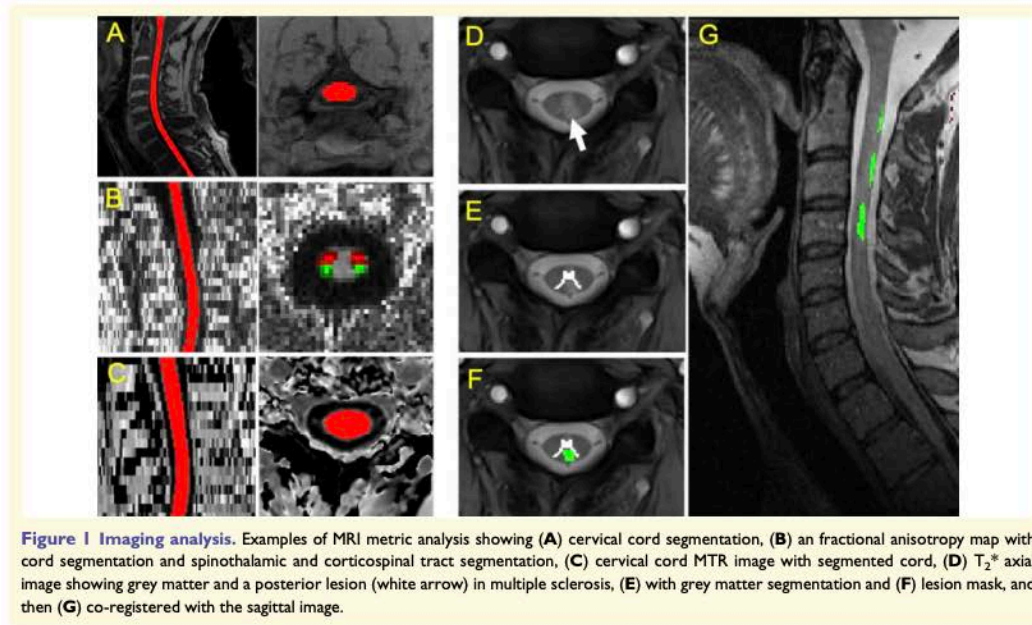 A
D
G
B
E
C
F
Figure 1 Imaging analysis. Examples of MRI metric analysis showing (A) cervical cord segmentation, (B) an fractional anisotropy map with
cord segmentation and spinothalamic and corticospinal tract segmentation, (C) cervical cord MTR image with segmented cord, (D) T2* axia
image showing grey matter and a posterior lesion (white arrow) in multiple sclerosis, (E) with grey matter segmentation and (F) lesion mask, and
then (G) co-registered with the sagittal image.